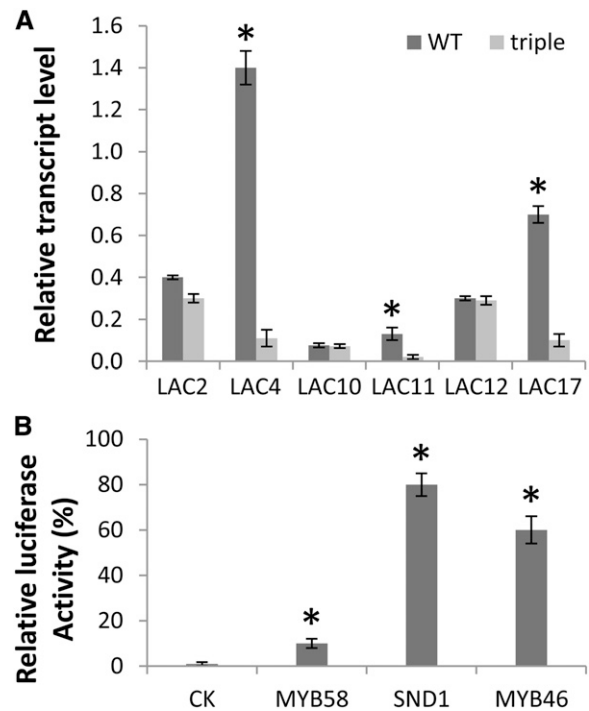 A
Relative transcript level
1.6
1.4
1.2
1.0
0.8
0.6
0.4
0.2
0.0
WT triple
*
*
*
LAC2 LAC4 LAC10 LAC11 LAC12 LAC17
B
Relative luciferase
Activity (%)
100
80
60
40
20
0
*
*
*
CK MYB58 SND1 MYB46